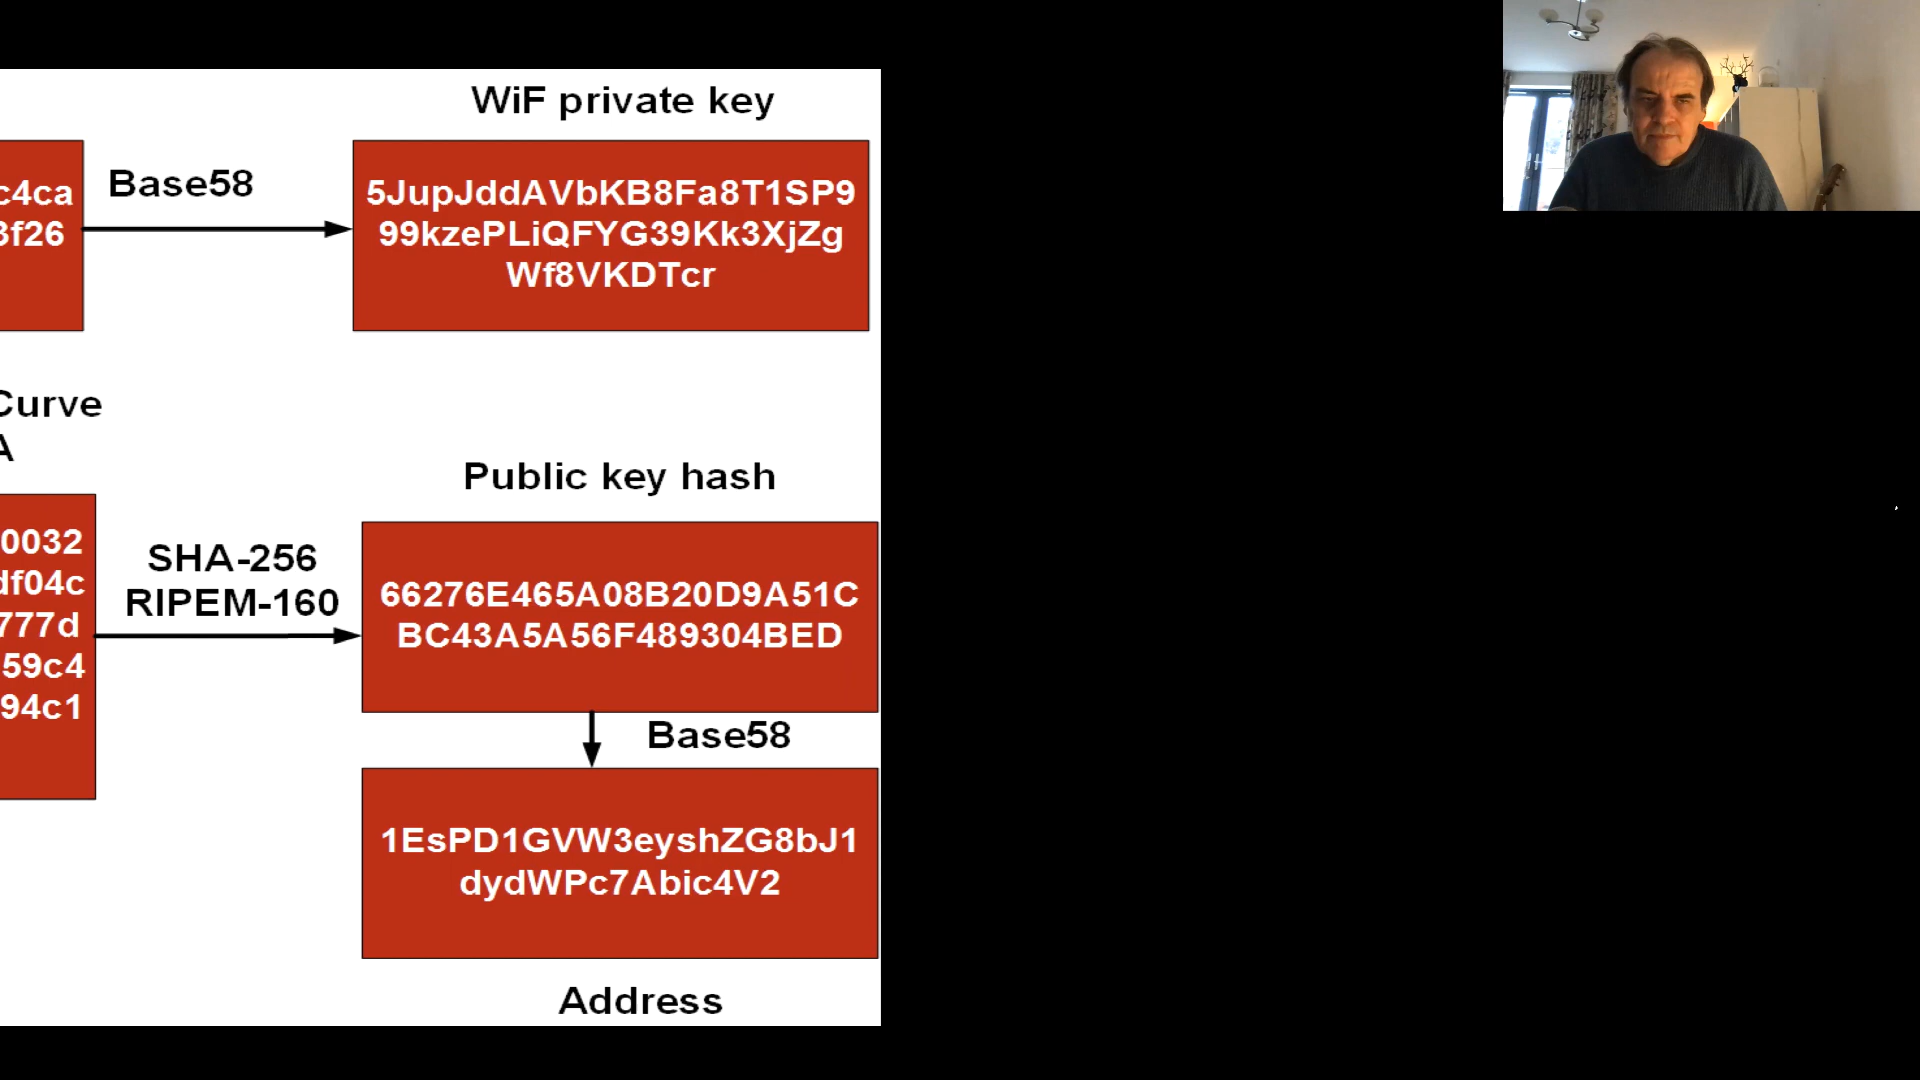 WiF private key
c4ca
3f26
Base58
5JupJddAVbKB8Fa8T1SP9
99kzePLiQFYG39Kk3XjZg
Wf8VKDTcr
Curve
A
Public key hash
0032
df04c
777d
59c4
94c1
SHA-256
RIPEM-160
66276E465A08B20D9A51C
BC43A5A56F489304BED
Base58
1EsPD1GVW3eyshZG8bJ1
dydWPc7Abic4V2
Address